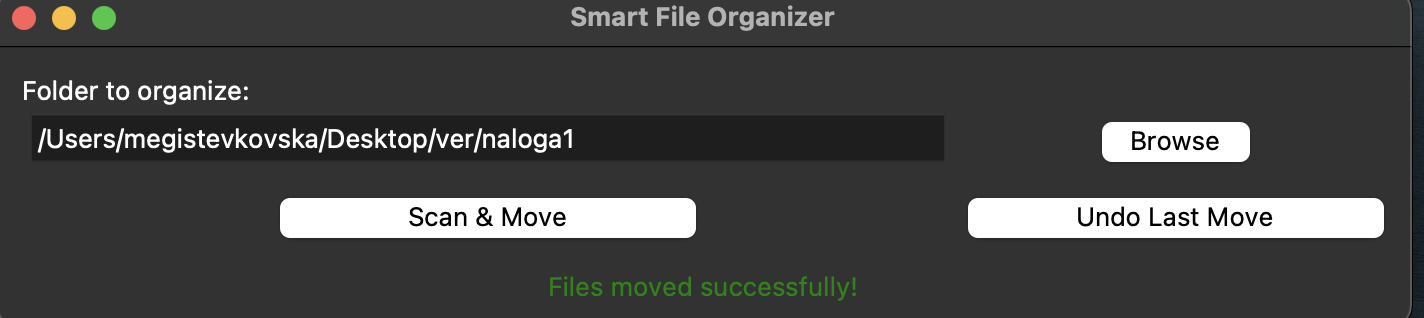 Smart File Organizer
Folder to organize:
/Users/megistevkovska/Desktop/ver/naloga1
Browse
Scan & Move
Undo Last Move
Files moved successfully!